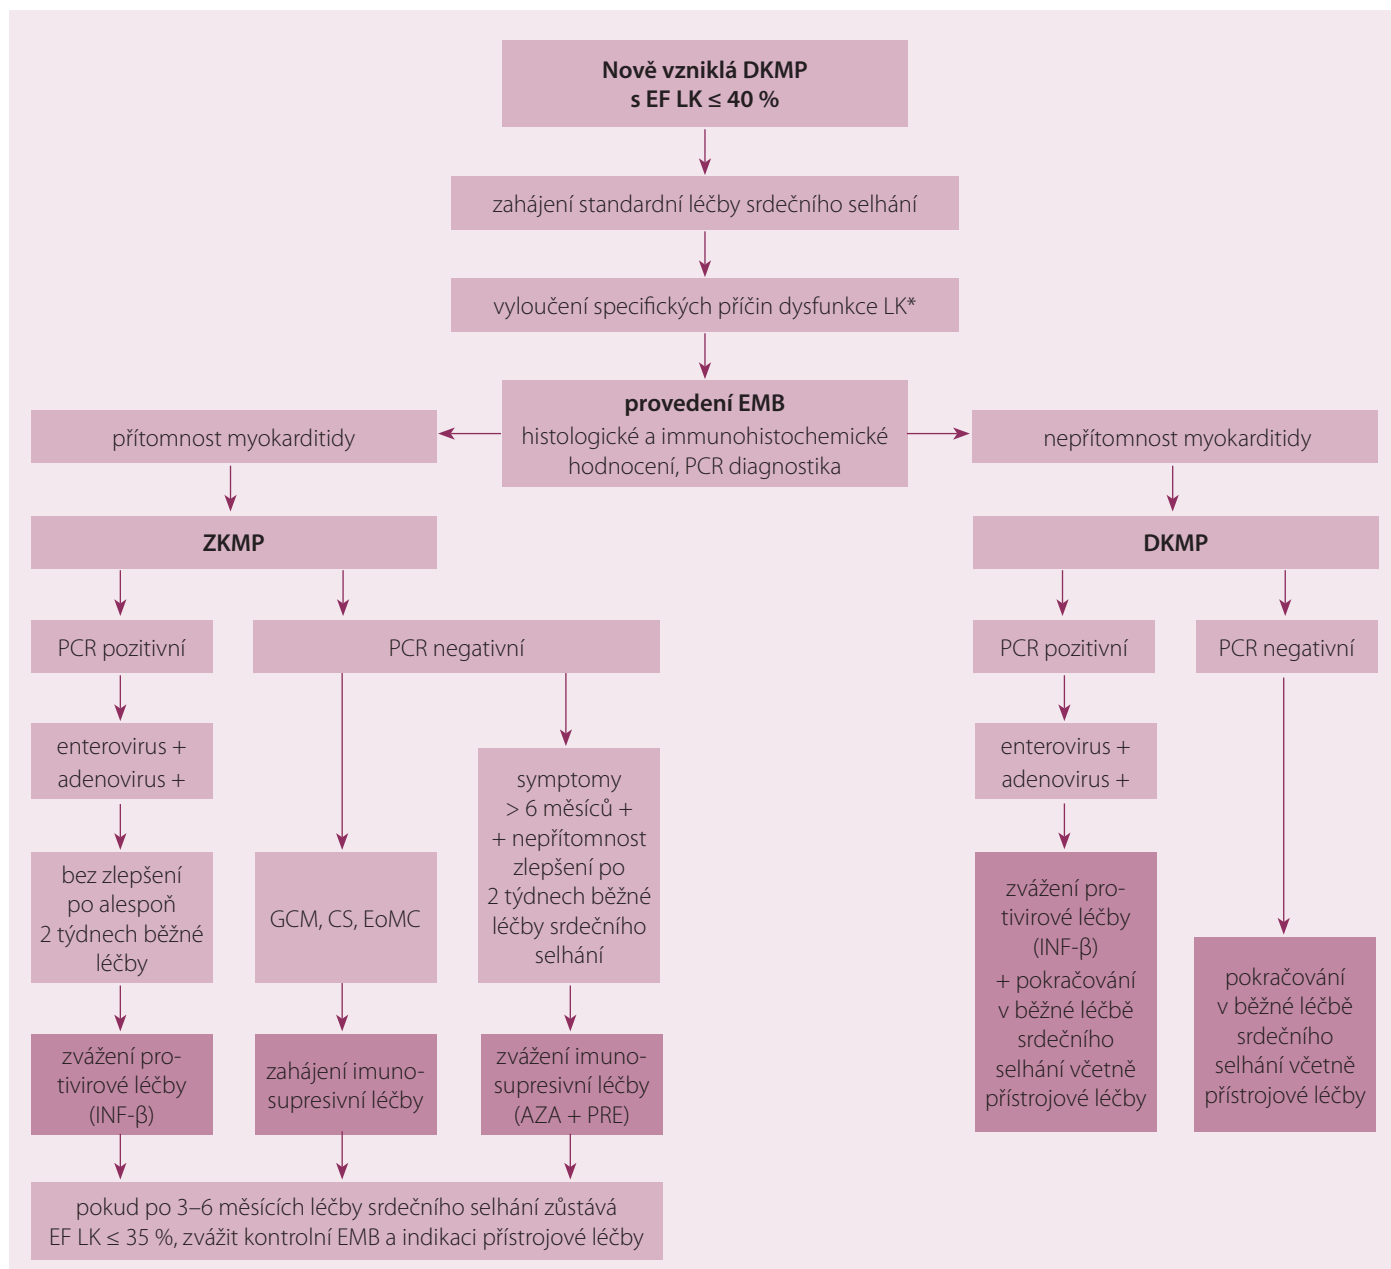 Nově vzniklá DKMP
s EF LK ≤ 40 %
zahájení standardní léčby srdečního selhání
vyloučení specifických příčin dysfunkce LK*
provedení EMB
histologické a immunohistochemické
hodnocení, PCR diagnostika
přítomnost myokarditidy
nepřítomnost myokarditidy
ZKMP
DKMP
PCR pozitivní
PCR negativní
PCR pozitivní
PCR negativní
enterovirus +
adenovirus +
bez zlepšení
po alespoň
2 týdnech běžné
léčby
GCM, CS, EoMC
symptomy
> 6 měsíců +
+ nepřítomnost
zlepšení po
2 týdnech běžné
léčby srdečního
selhání
enterovirus +
adenovirus +
zvážení pro-
tivirové léčby
(INF-β)
zahájení imuno-
supresivní léčby
zvážení imuno-
supresivní léčby
(AZA + PRE)
zvážení pro-
tivirové léčby
(INF-β)
+ pokračování
v běžné léčbě
srdečního
selhání včetně
přístrojové léčby
pokračování
v běžné léčbě
srdečního
selhání včetně
přístrojové léčby
pokud po 3–6 měsících léčby srdečního selhání zůstává
EF LK ≤ 35 %, zvážit kontrolní EMB a indikaci přístrojové léčby